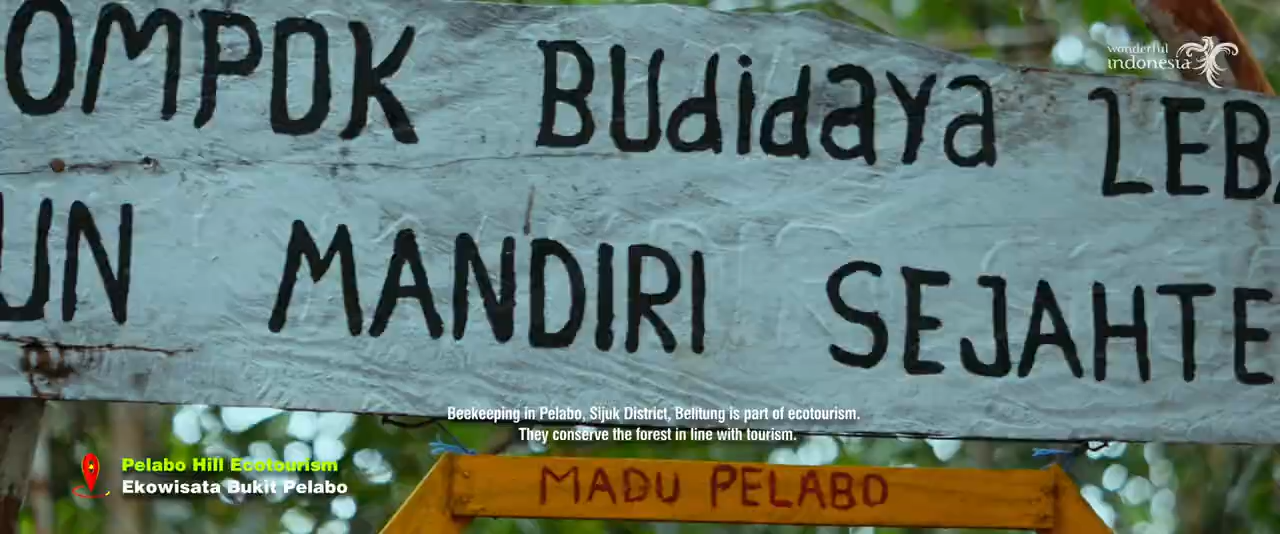 OMPOK BUdidaya LEB
UN MANDIRI SEJAHTE
wonderful
indonesia
Beekeeping in Pelabo, Sijuk District, Belitung is part of ecotourism.
They conserve the forest in line with tourism.
Pelabo Hill Ecotourism
Ekowisata Bukit Pelabo
MADU PELABO